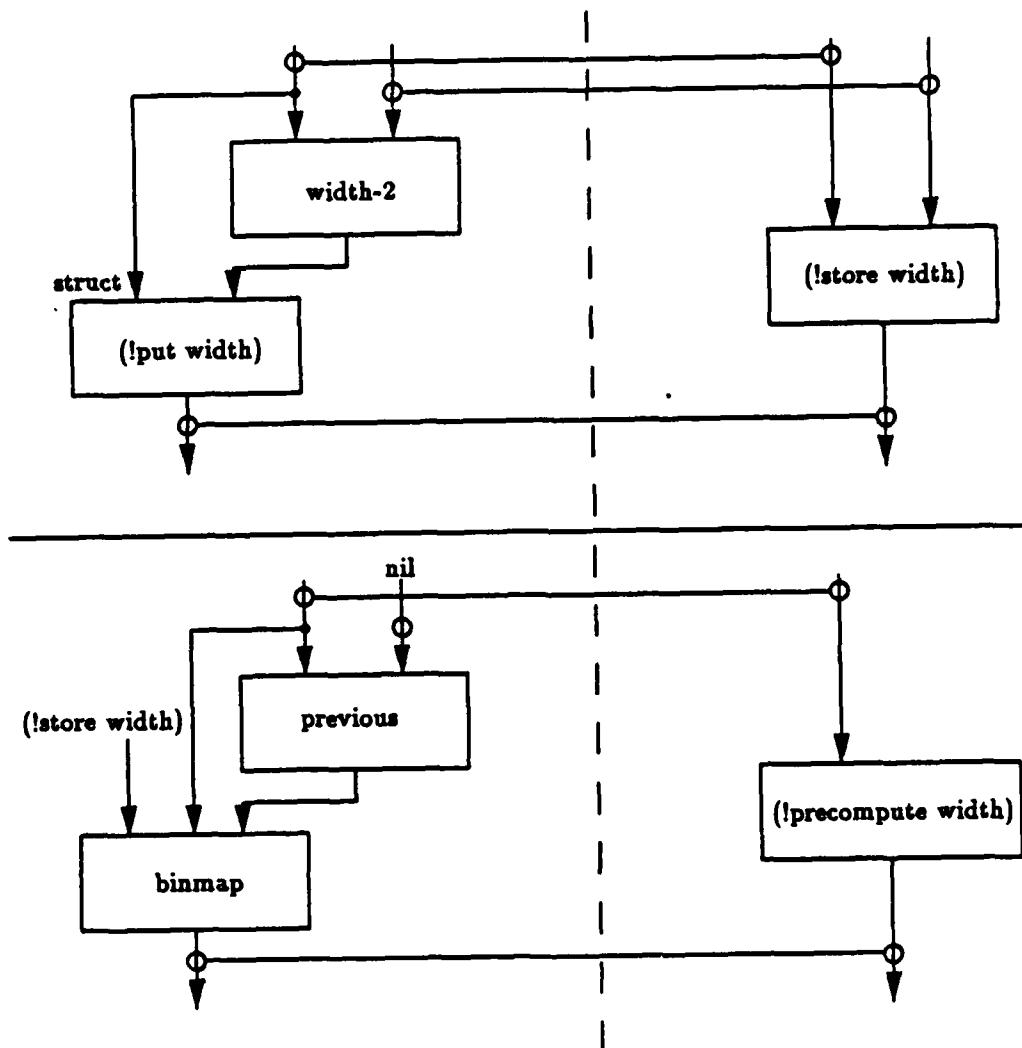 width-2
struct
(!store width)
(!put width)
nil
previous
(!store width)
(!precompute width)
binmap